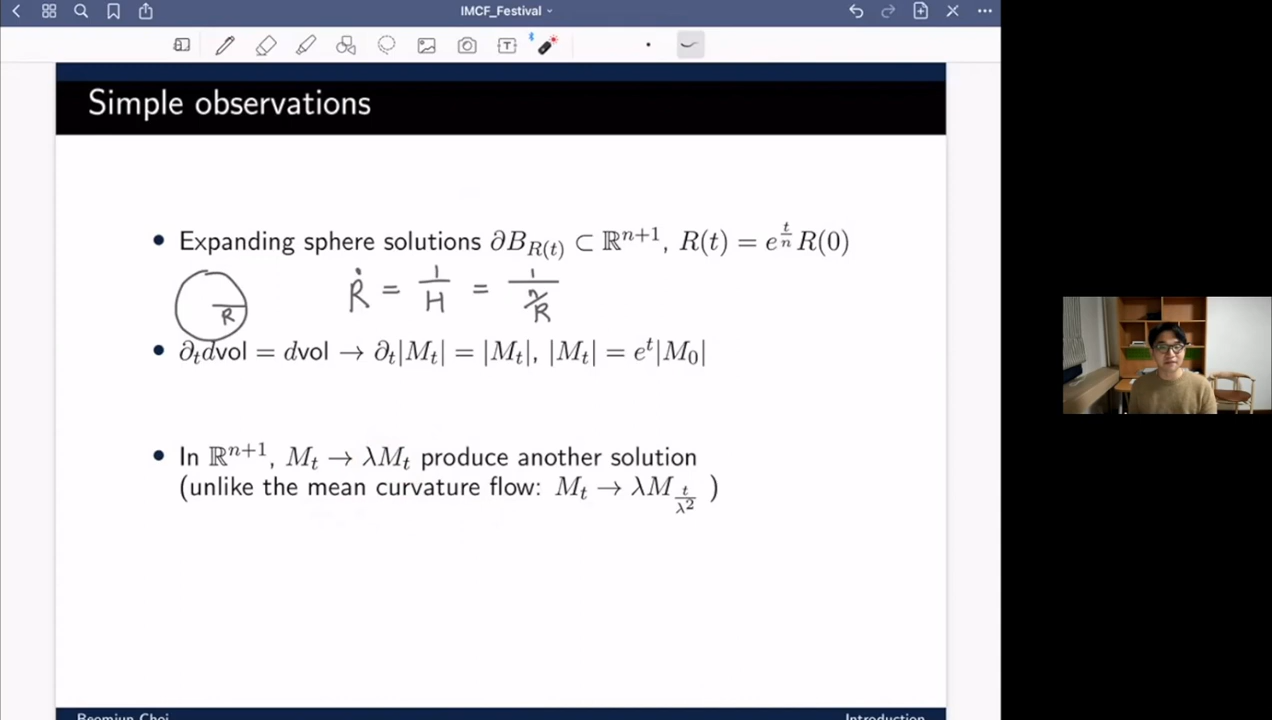 IMCF_Festival
Simple observations
• Expanding sphere solutions ∂B_{R(t)} ⊂ ℝ^{n+1}, R(t) = e^{t/n} R(0)
R
Ṙ = 1/H = 1/(n/R)
• ∂_t dvol = dvol → ∂_t|M_t| = |M_t|, |M_t| = e^t|M_0|
• In ℝ^{n+1}, M_t → λM_t produce another solution
(unlike the mean curvature flow: M_t → λM_{t/λ²} )
Beomjun Choi
Introduction